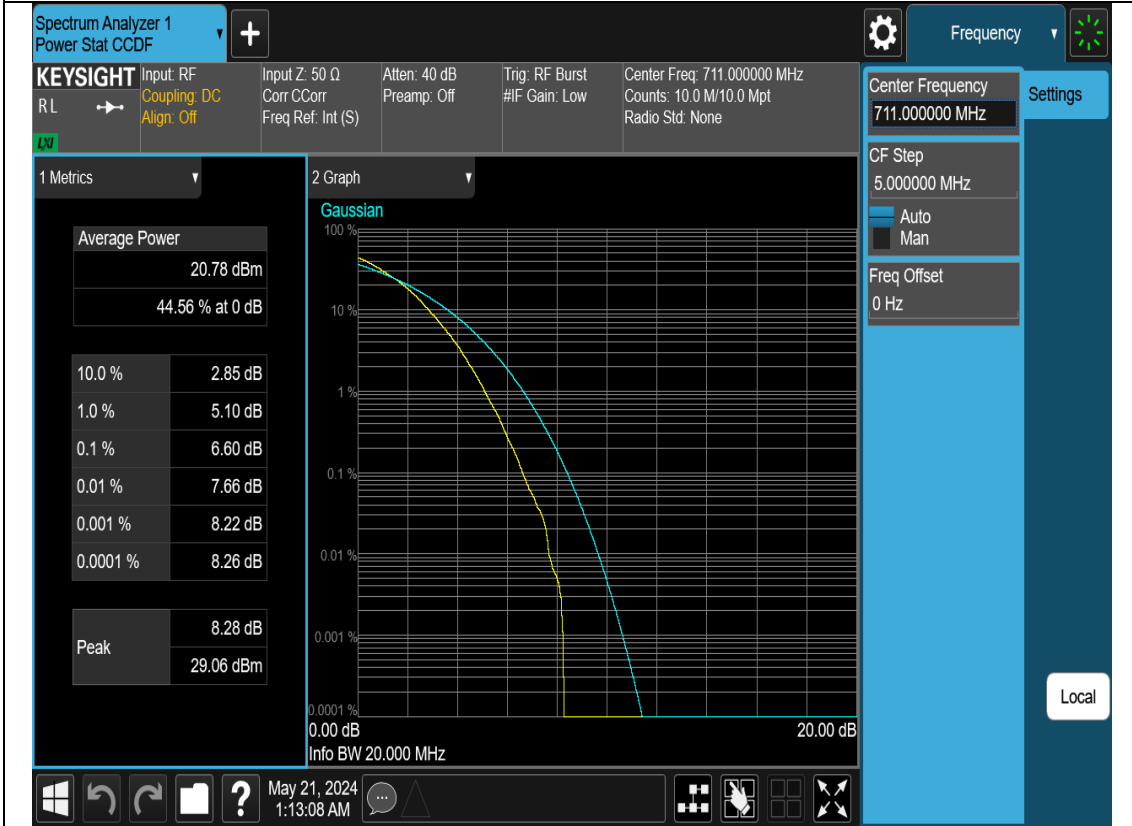 Spectrum Analyzer 1
Power Stat CCDF
Frequency
KEYSIGHT
RL
LXI
Input: RF
Coupling: DC
Align: Off
Input Z: 50 Ω
Corr CCorr
Freq Ref: Int (S)
Atten: 40 dB
Preamp: Off
Trig: RF Burst
#IF Gain: Low
Center Freq: 711.000000 MHz
Counts: 10.0 M/10.0 Mpt
Radio Std: None
Center Frequency
711.000000 MHz
Settings
CF Step
5.000000 MHz
Auto
Man
Freq Offset
0 Hz
Local
1 Metrics
Average Power
20.78 dBm
44.56 % at 0 dB
10.0 % 2.85 dB
1.0 % 5.10 dB
0.1 % 6.60 dB
0.01 % 7.66 dB
0.001 % 8.22 dB
0.0001 % 8.26 dB
Peak
8.28 dB
29.06 dBm
2 Graph
Gaussian
100 %
10 %
1 %
0.1 %
0.01 %
0.001 %
0.0001 %
0.00 dB 20.00 dB
Info BW 20.000 MHz
?
May 21, 2024
1:13:08 AM